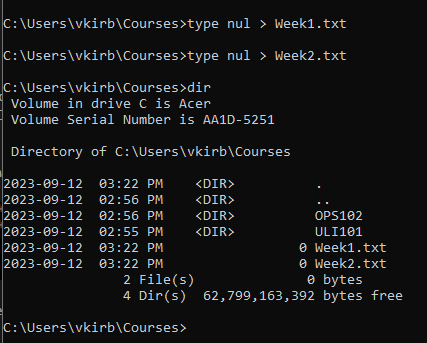 C:\Users\vkirb\Courses>type nul > Week1.txt
C:\Users\vkirb\Courses>type nul > Week2.txt
C:\Users\vkirb\Courses>dir
 Volume in drive C is Acer
 Volume Serial Number is AA1D-5251
 Directory of C:\Users\vkirb\Courses
2023-09-12  03:22 PM    <DIR>          .
2023-09-12  02:56 PM    <DIR>          ..
2023-09-12  02:56 PM    <DIR>          OPS102
2023-09-12  02:55 PM    <DIR>          ULI101
2023-09-12  03:22 PM                 0 Week1.txt
2023-09-12  03:22 PM                 0 Week2.txt
               2 File(s)              0 bytes
               4 Dir(s)  62,799,163,392 bytes free
C:\Users\vkirb\Courses>